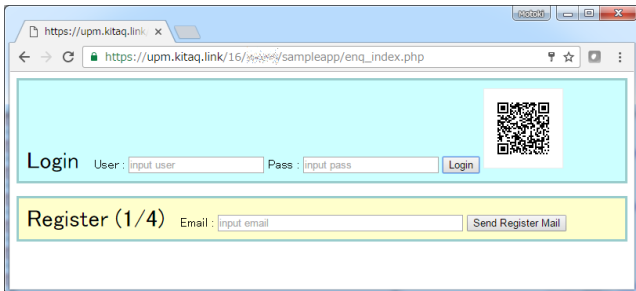 Motoki
https://upm.kitaq.link
https://upm.kitaq.link/16/ /sampleapp/enq_index.php
Login User : input user Pass : input pass Login
Register (1/4) Email : input email Send Register Mail